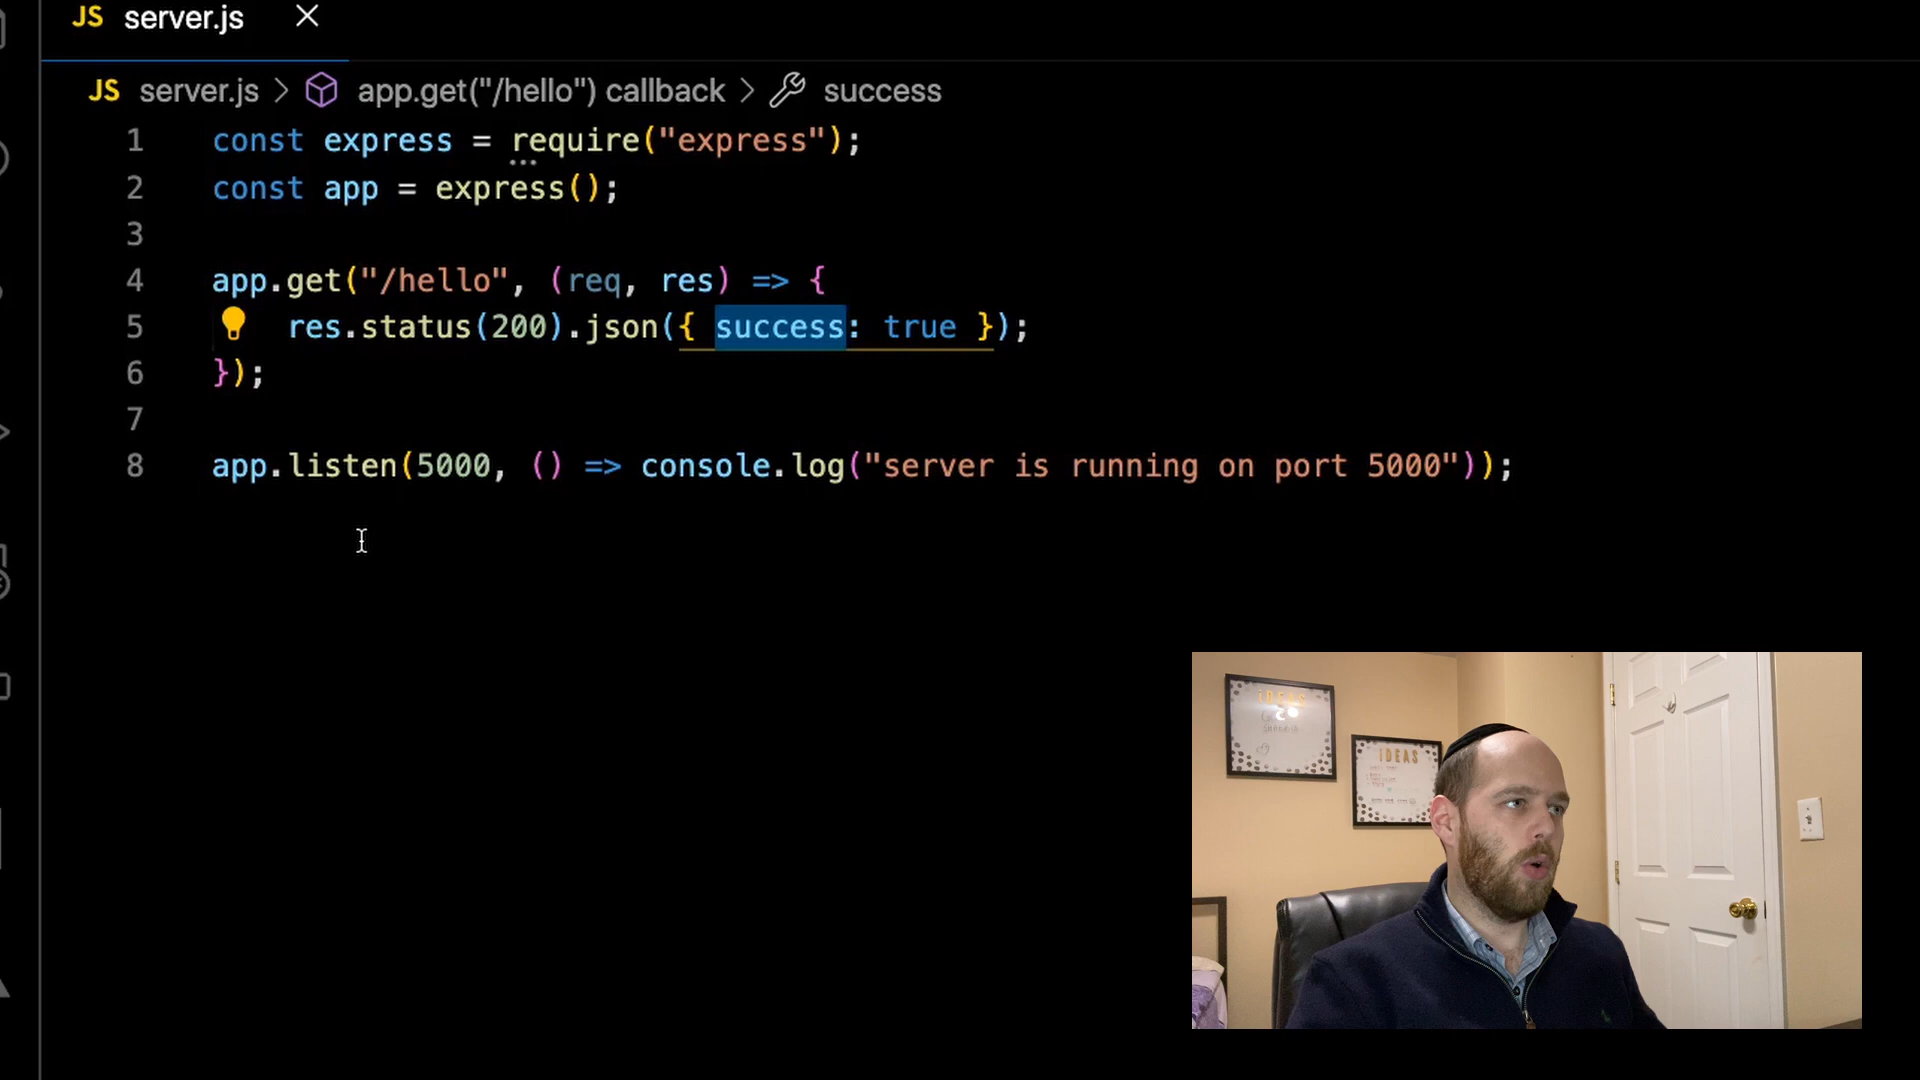 JS server.js
JS server.js > app.get("/hello") callback > success
1 const express = require("express");
2 const app = express();
3
4 app.get("/hello", (req, res) => {
5 res.status(200).json({ success: true });
6 });
7
8 app.listen(5000, () => console.log("server is running on port 5000"));
IDEAS
IDEAS